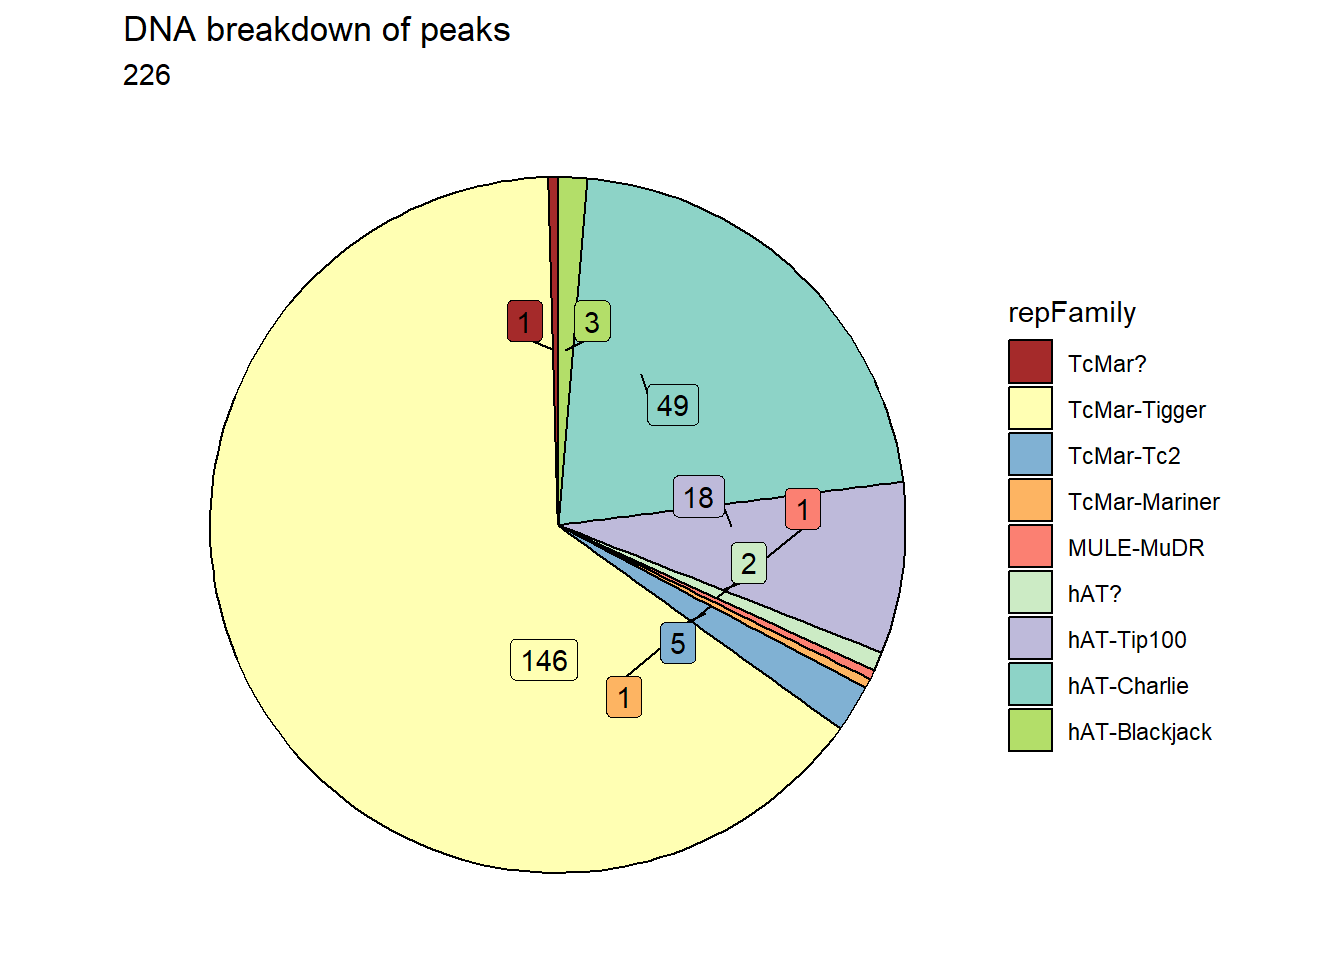 DNA breakdown of peaks
226
1
3
49
18
1
2
5
146
1
repFamily
TcMar?
TcMar-Tigger
TcMar-Tc2
TcMar-Mariner
MULE-MuDR
hAT?
hAT-Tip100
hAT-Charlie
hAT-Blackjack